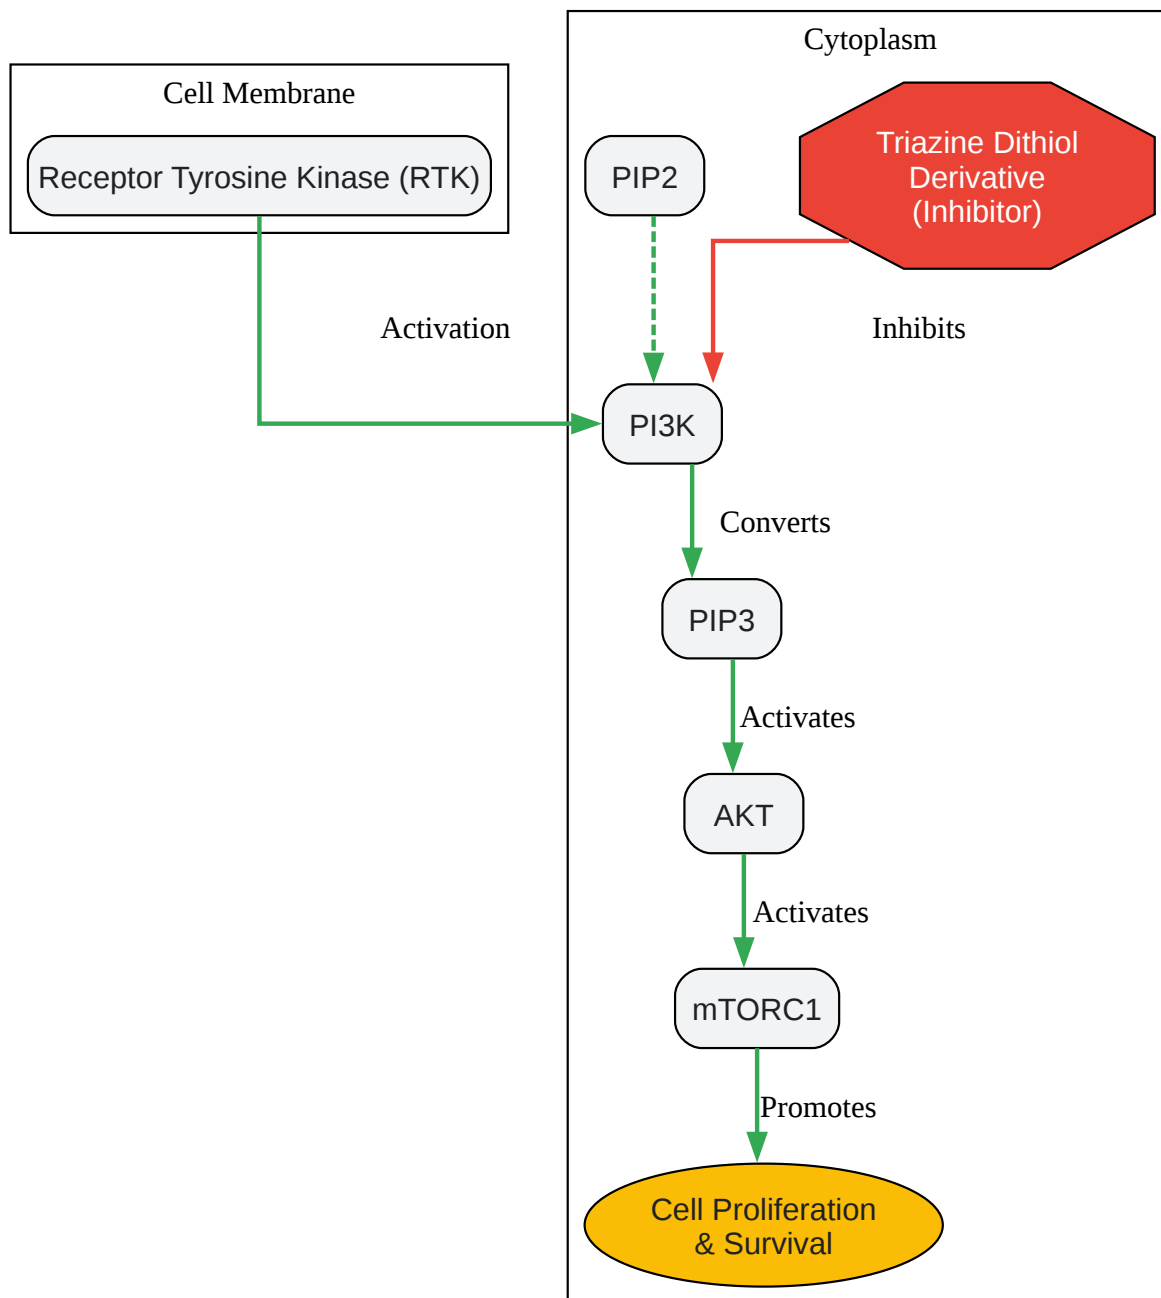 Cytoplasm
Cell Membrane
Receptor Tyrosine Kinase (RTK)
PIP2
Triazine Dithiol
Derivative
(Inhibitor)
Activation
Inhibits
PI3K
Converts
PIP3
Activates
AKT
Activates
mTORC1
Promotes
Cell Proliferation
& Survival